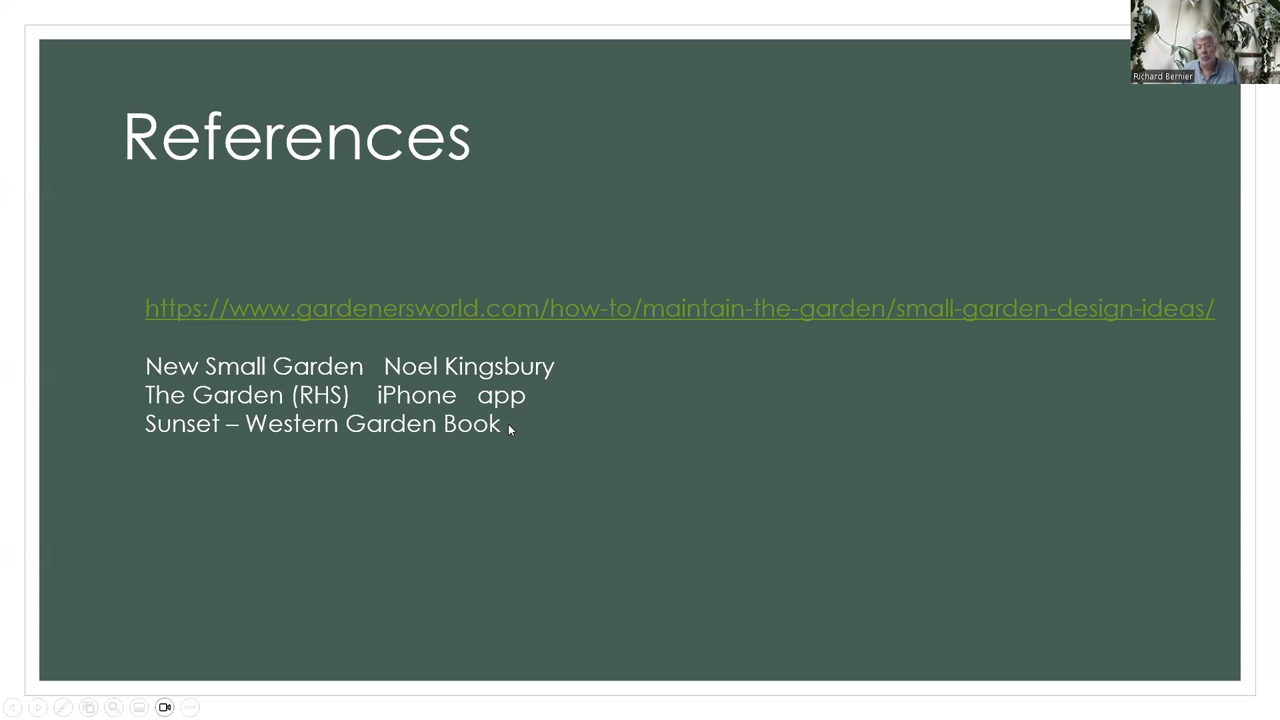 Richard Bernier
References
https://www.gardenersworld.com/how-to/maintain-the-garden/small-garden-design-ideas/
New Small Garden Noel Kingsbury
The Garden (RHS) iPhone app
Sunset – Western Garden Book